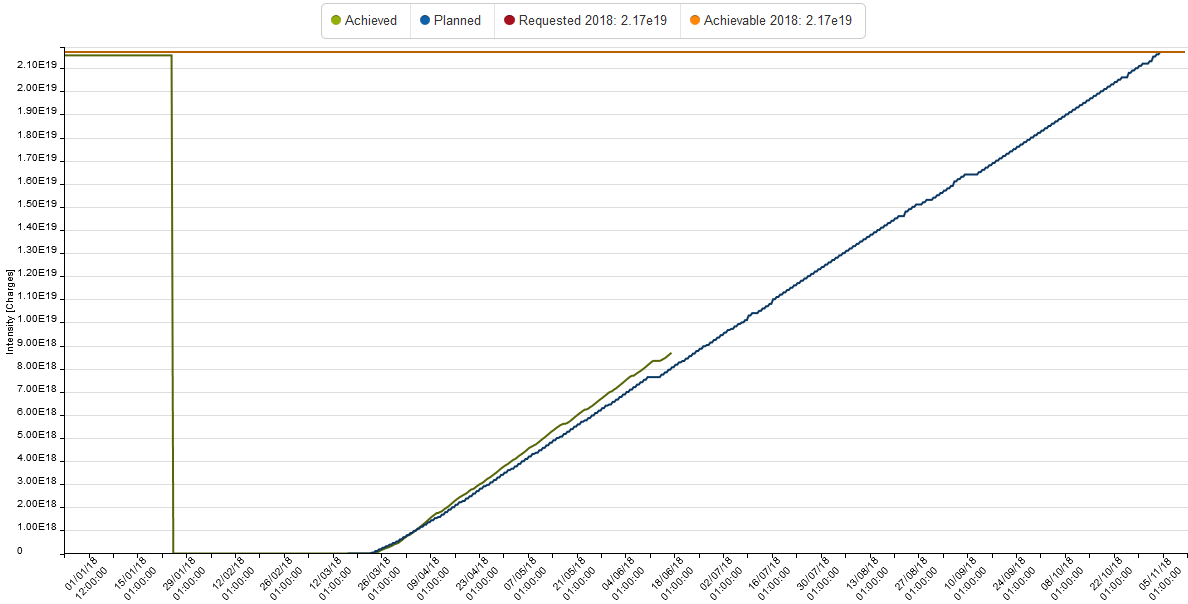 Achieved
Planned
Requested 2018: 2.17e19
Achievable 2018: 2.17e19
Intensity [Charges]
2.10E19
2.00E19
1.90E19
1.80E19
1.70E19
1.60E19
1.50E19
1.40E19
1.30E19
1.20E19
1.10E19
1.00E19
9.00E18
8.00E18
7.00E18
6.00E18
5.00E18
4.00E18
3.00E18
2.00E18
1.00E18
0
01/01/18
12:00:00
15/01/18
01:00:00
29/01/18
01:00:00
12/02/18
01:00:00
26/02/18
01:00:00
12/03/18
01:00:00
26/03/18
01:00:00
09/04/18
01:00:00
23/04/18
01:00:00
07/05/18
01:00:00
21/05/18
01:00:00
04/06/18
01:00:00
18/06/18
01:00:00
02/07/18
01:00:00
16/07/18
01:00:00
30/07/18
01:00:00
13/08/18
01:00:00
27/08/18
01:00:00
10/09/18
01:00:00
24/09/18
01:00:00
08/10/18
01:00:00
22/10/18
01:00:00
05/11/18
01:00:00